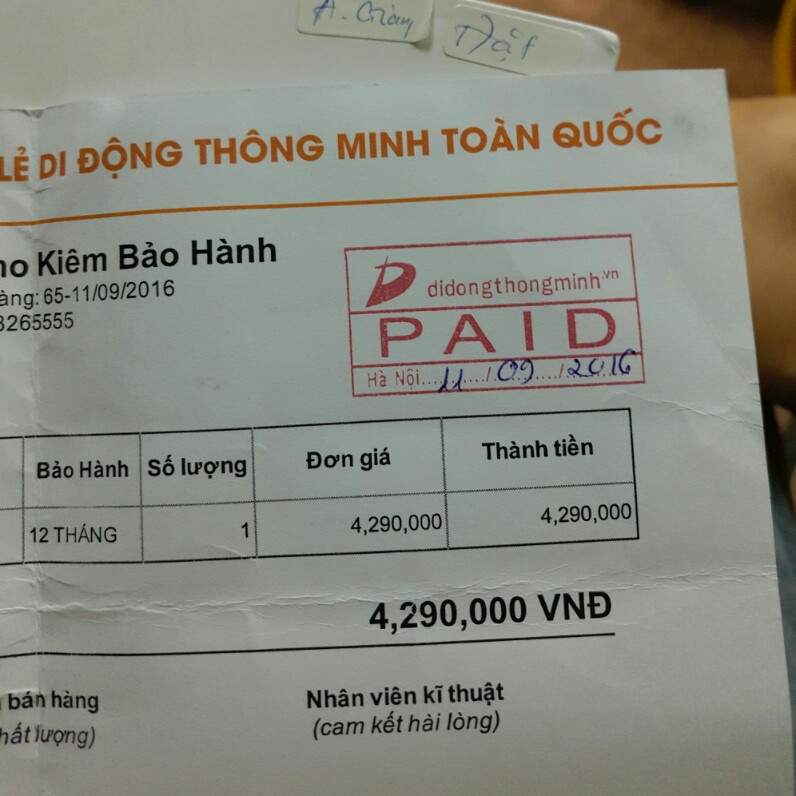 A. Giám
Đặt
LẺ DI ĐỘNG THÔNG MINH TOÀN QUỐC
ho Kiêm Bảo Hành
àng: 65-11/09/2016
3265555
didongthongminh.vn
PAID
Hà Nội....11..../..09..../.2016
Bảo Hành Số lượng Đơn giá Thành tiền
12 THÁNG 1 4,290,000 4,290,000
4,290,000 VNĐ
bán hàng Nhân viên kĩ thuật
hất lượng) (cam kết hài lòng)